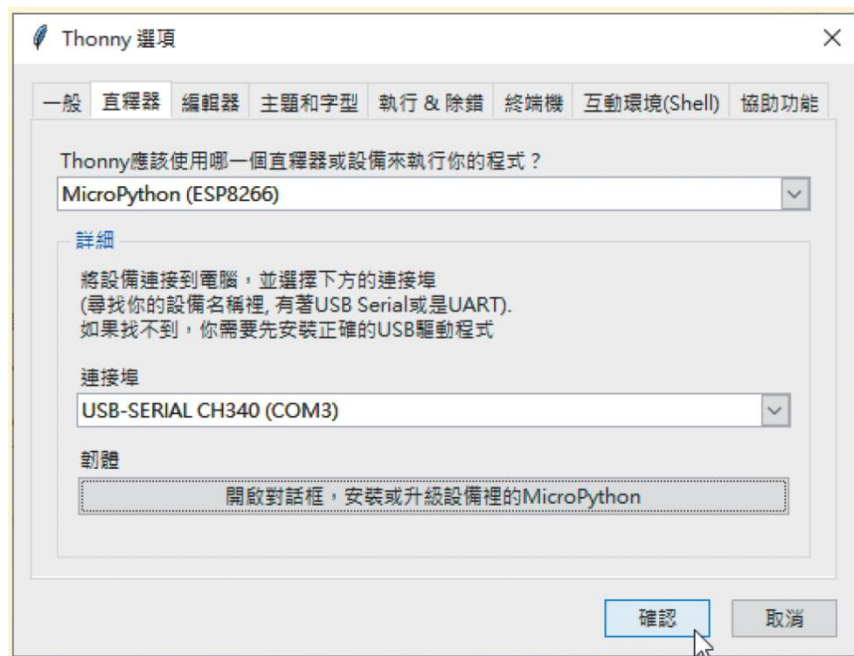 Thonny 選項
一般 直譯器 編輯器 主題和字型 執行 & 除錯 終端機 互動環境(Shell) 協助功能
Thonny應該使用哪一個直譯器或設備來執行你的程式？
MicroPython (ESP8266)
詳細
將設備連接到電腦，並選擇下方的連接埠
(尋找你的設備名稱裡, 有著USB Serial或是UART).
如果找不到，你需要先安裝正確的USB驅動程式
連接埠
USB-SERIAL CH340 (COM3)
韌體
開啟對話框，安裝或升級設備裡的MicroPython
確認 取消